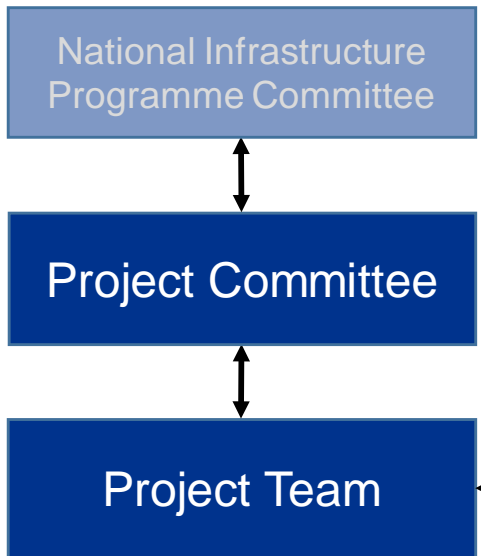 National Infrastructure
Programme Committee
Project Committee
Project Team